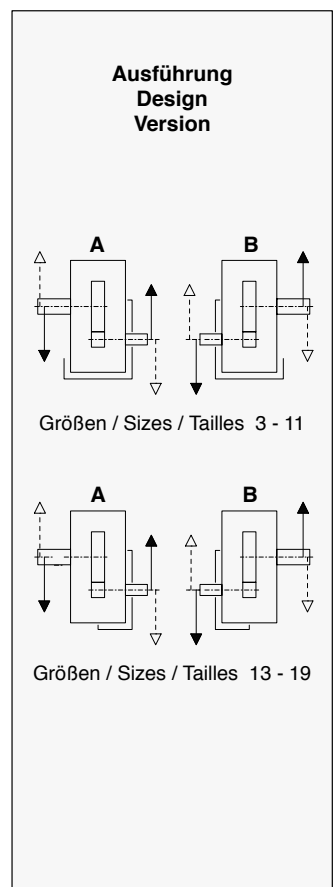 Ausführung
Design
Version
A B
Größen / Sizes / Tailles 3 - 11
A B
Größen / Sizes / Tailles 13 - 19